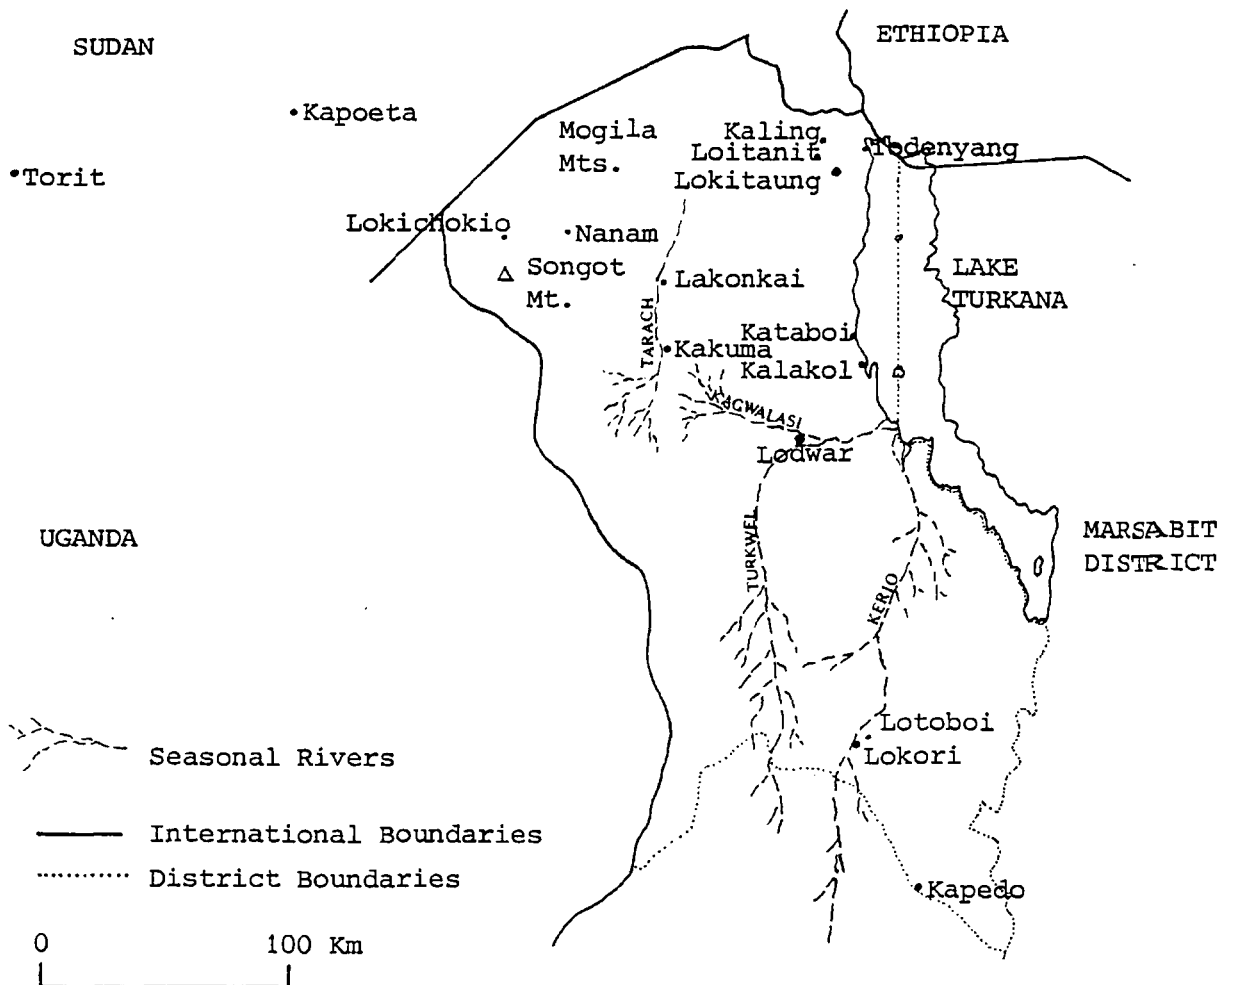 SUDAN
ETHIOPIA
Kapoeta
Mogila
Mts.
Kaling
Loitanit
Todenyang
Torit
Lokitaung
Lokichokio
Nanam
Songot
Mt.
LAKE
TURKANA
Lakonkai
TARACH
Kataboi
Kakuma
Kalakol
KAGWALASI
Lodwar
UGANDA
TURKWEL
MARSABIT
DISTRICT
KERIO
Lotoboi
Lokori
Seasonal Rivers
International Boundaries
District Boundaries
Kapedo
0 100 Km